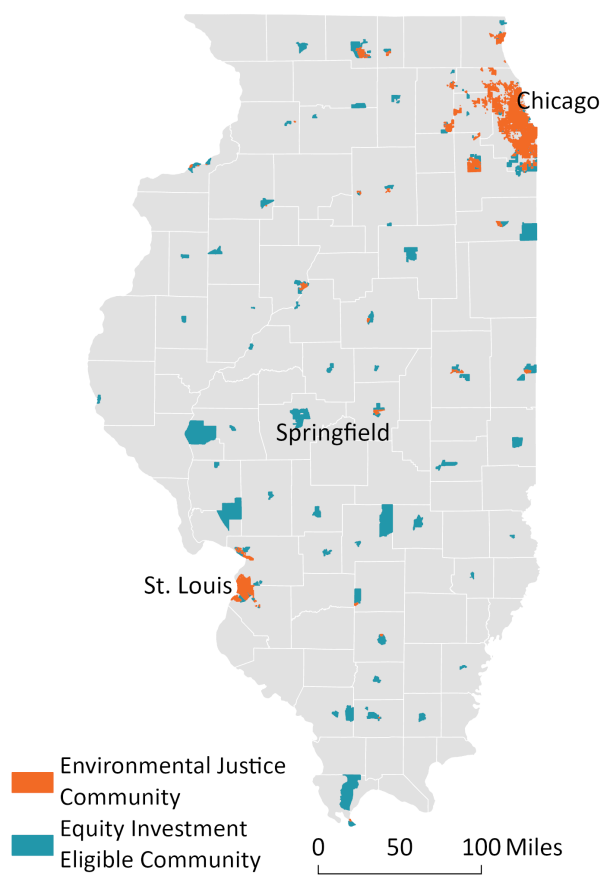 Chicago
Springfield
St. Louis
Environmental Justice
Community
Equity Investment
Eligible Community
0 50 100 Miles